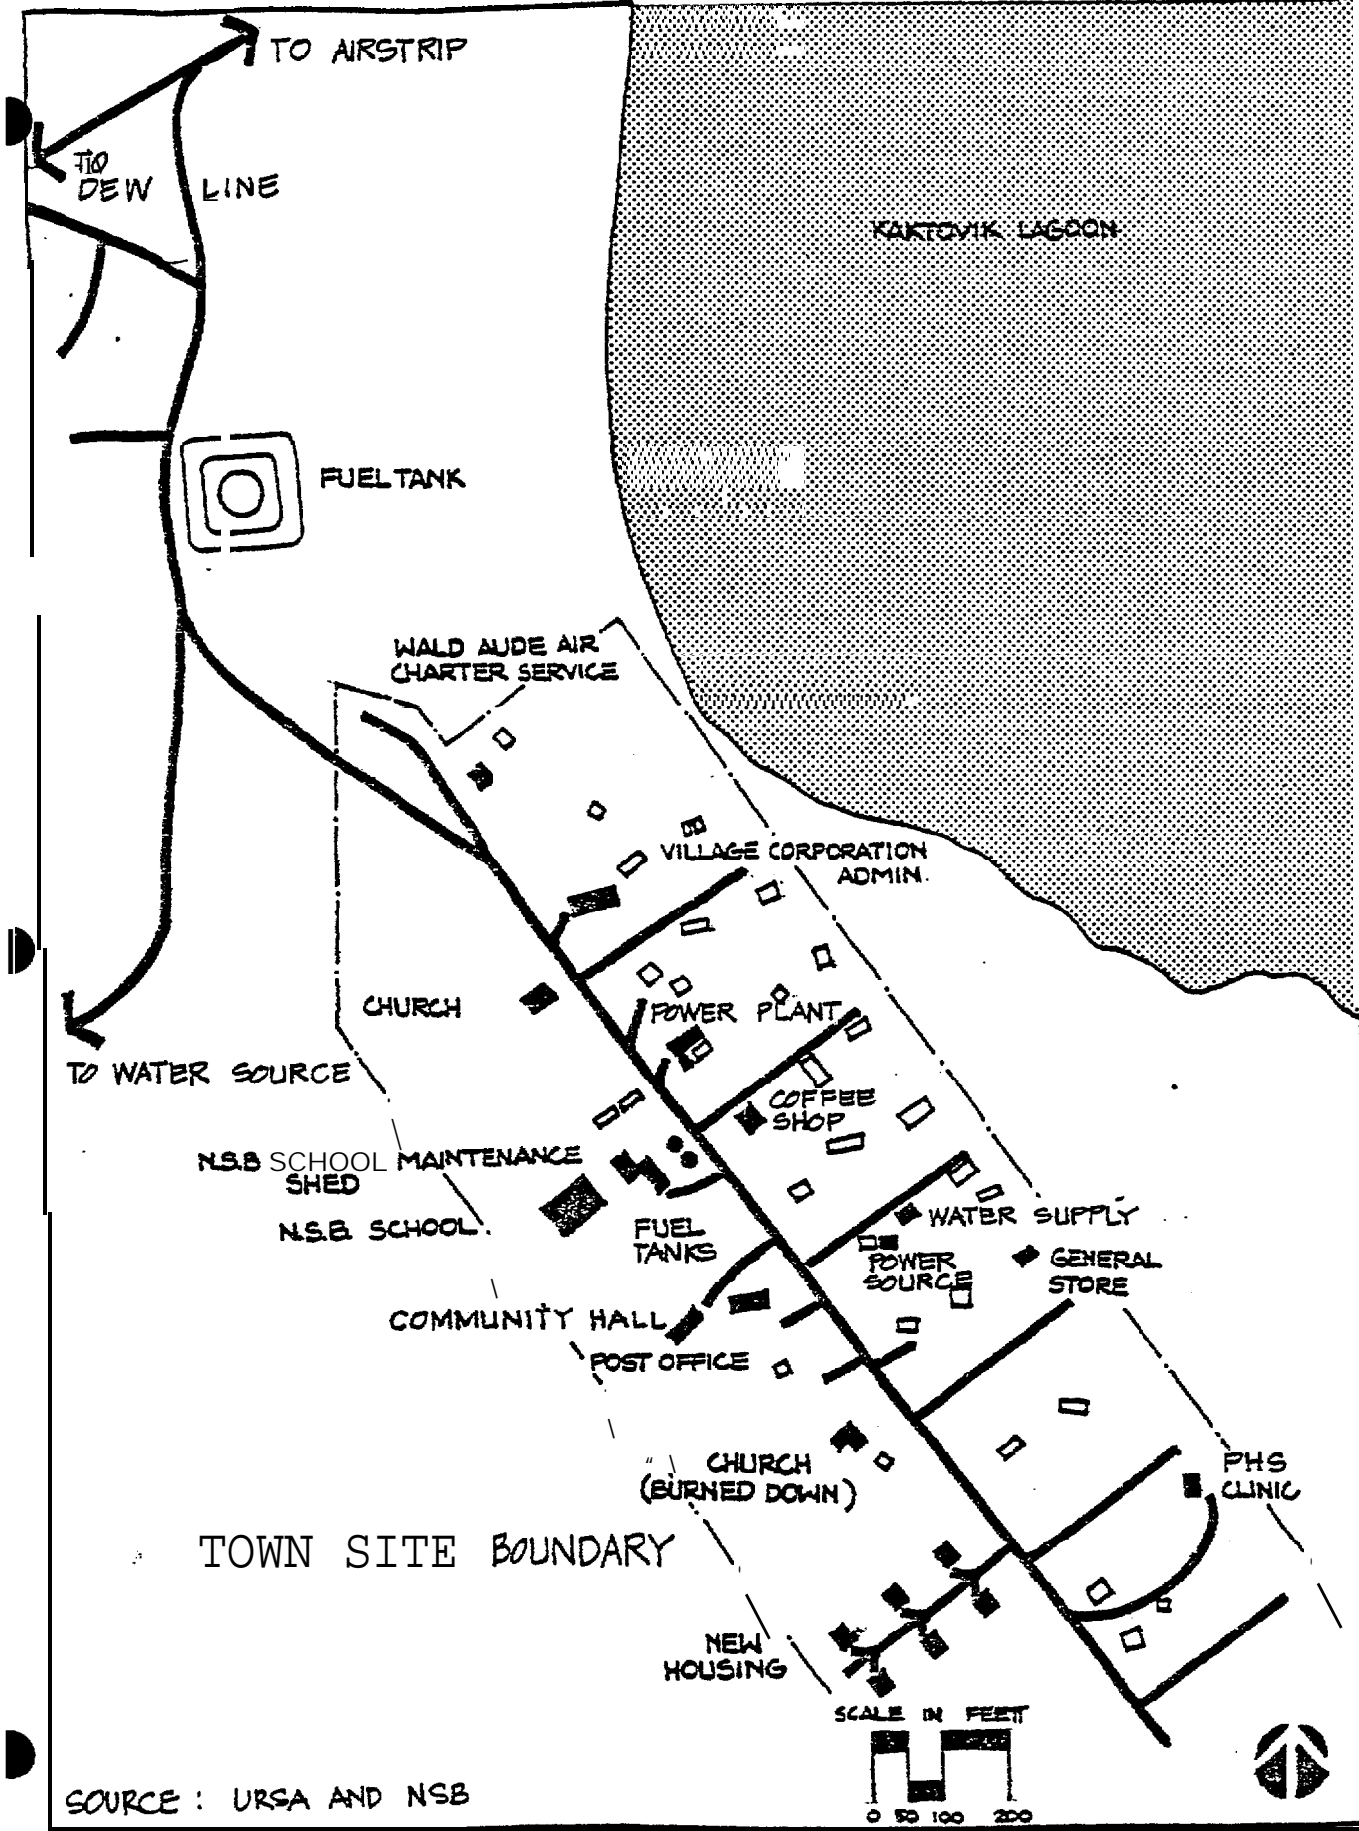 TO AIRSTRIP
TO
DEW LINE
KAKTOVIK LAGOON
FUEL TANK
WALD AUDE AIR
CHARTER SERVICE
VILLAGE CORPORATION
ADMIN.
CHURCH
POWER PLANT
TO WATER SOURCE
COFFEE
SHOP
N.S.B SCHOOL MAINTENANCE
SHED
N.S.B. SCHOOL.
FUEL
TANKS
WATER SUPPLY
POWER
SOURCE
GENERAL
STORE
COMMUNITY HALL
POST OFFICE
CHURCH
(BURNED DOWN)
PHS
CLINIC
TOWN SITE BOUNDARY
NEW
HOUSING
SCALE IN FEET
0 50 100 200
SOURCE : URSA AND NSB